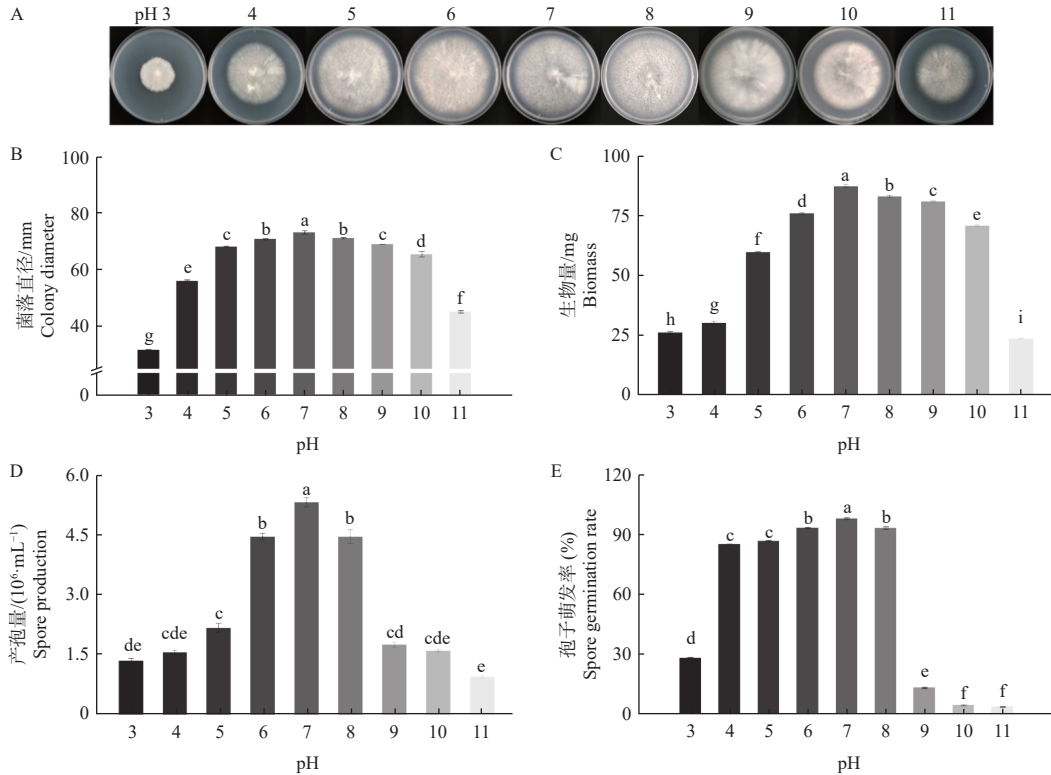 A
pH 3 4 5 6 7 8 9 10 11
B
菌落直径/mm
Colony diameter
100
80
60
40
0
g e c b a b c d f
3 4 5 6 7 8 9 10 11
pH
C
生物量/mg
Biomass
100
75
50
25
0
h g f d a b c e i
3 4 5 6 7 8 9 10 11
pH
D
产孢量/(10⁶·mL⁻¹)
Spore production
6.0
4.5
3.0
1.5
0.0
de cde c b a b cd cde e
3 4 5 6 7 8 9 10 11
pH
E
孢子萌发率 (%)
Spore germination rate
120
90
60
30
0
d c c b a b e f f
3 4 5 6 7 8 9 10 11
pH